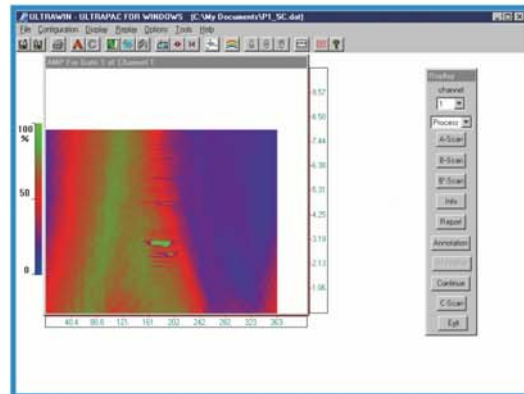 ULTRAWIN - ULTRAPAC FOR WINDOWS [C:\My Documents\P1_5C.dat]
File Configuration Display Replay Options Tools Help
AMP For Gate 1 of Channel 1
100
%
50
0
8.57
6.50
7.44
6.38
5.31
4.25
3.19
2.13
1.06
40.4 80.8 121. 161 202 242 282 323 363
Display
channel
1
Process
A-Scan
B-Scan
B'-Scan
Info
Report
Annotation
Continue
C-Scan
Exit